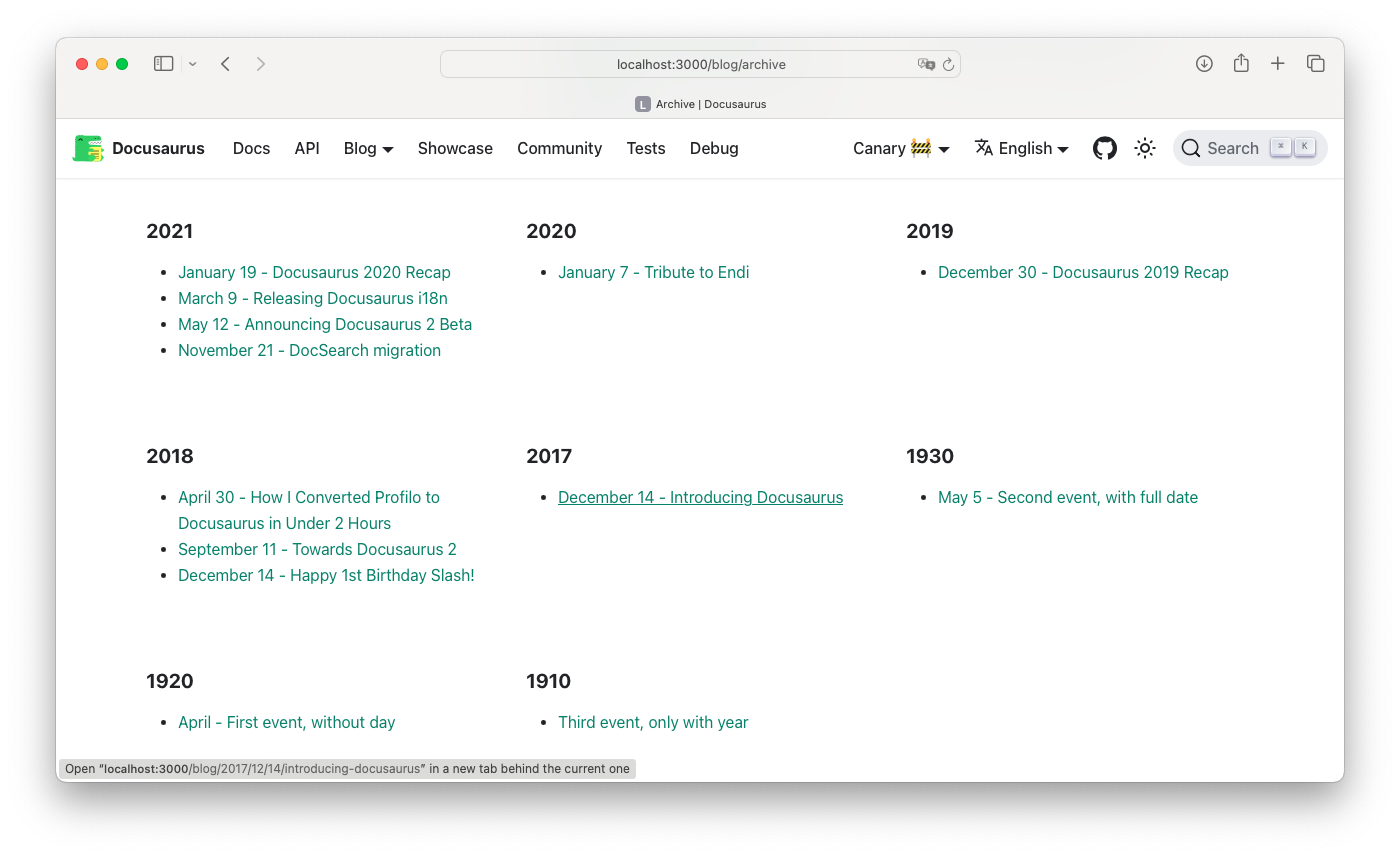 localhost:3000/blog/archive
L Archive | Docusaurus
Docusaurus Docs API Blog Showcase Community Tests Debug Canary 🚧 English Search ⌘ K
2021
• January 19 - Docusaurus 2020 Recap
• March 9 - Releasing Docusaurus i18n
• May 12 - Announcing Docusaurus 2 Beta
• November 21 - DocSearch migration
2020
• January 7 - Tribute to Endi
2019
• December 30 - Docusaurus 2019 Recap
2018
• April 30 - How I Converted Profilo to
Docusaurus in Under 2 Hours
• September 11 - Towards Docusaurus 2
• December 14 - Happy 1st Birthday Slash!
2017
• December 14 - Introducing Docusaurus
1930
• May 5 - Second event, with full date
1920
• April - First event, without day
1910
• Third event, only with year
Open “localhost:3000/blog/2017/12/14/introducing-docusaurus” in a new tab behind the current one